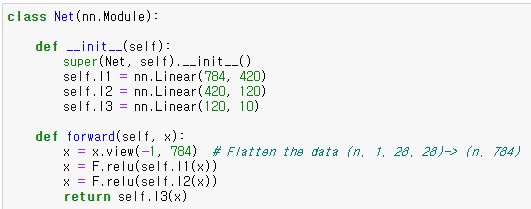 class Net(nn.Module):
def __init__(self):
super(Net, self).__init__()
self.l1 = nn.Linear(784, 420)
self.l2 = nn.Linear(420, 120)
self.l3 = nn.Linear(120, 10)
def forward(self, x):
x = x.view(-1, 784)  # Flatten the data (n, 1, 28, 28)-> (n, 784)
x = F.relu(self.l1(x))
x = F.relu(self.l2(x))
return self.l3(x)